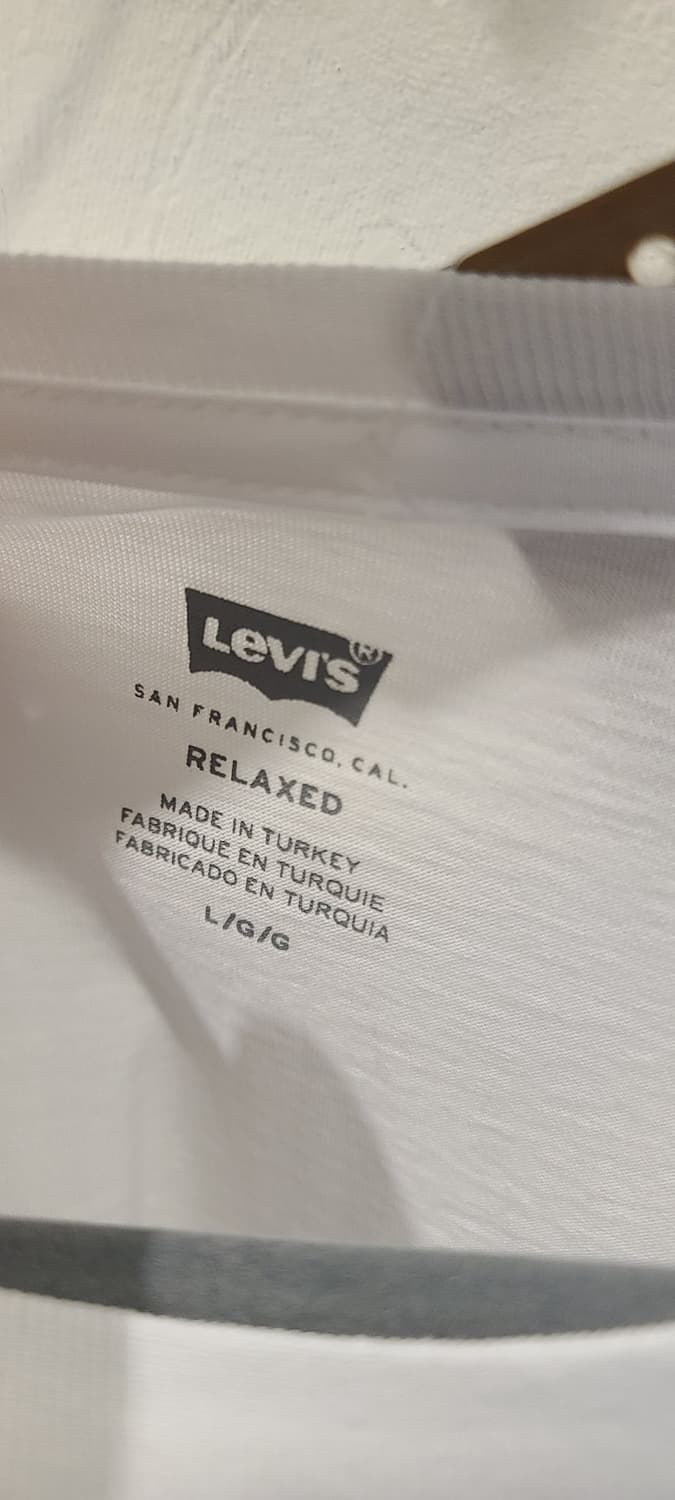 Levi's®
SAN FRANCISCO, CAL.
RELAXED
MADE IN TURKEY
FABRIQUE EN TURQUIE
FABRICADO EN TURQUIA
L/G/G